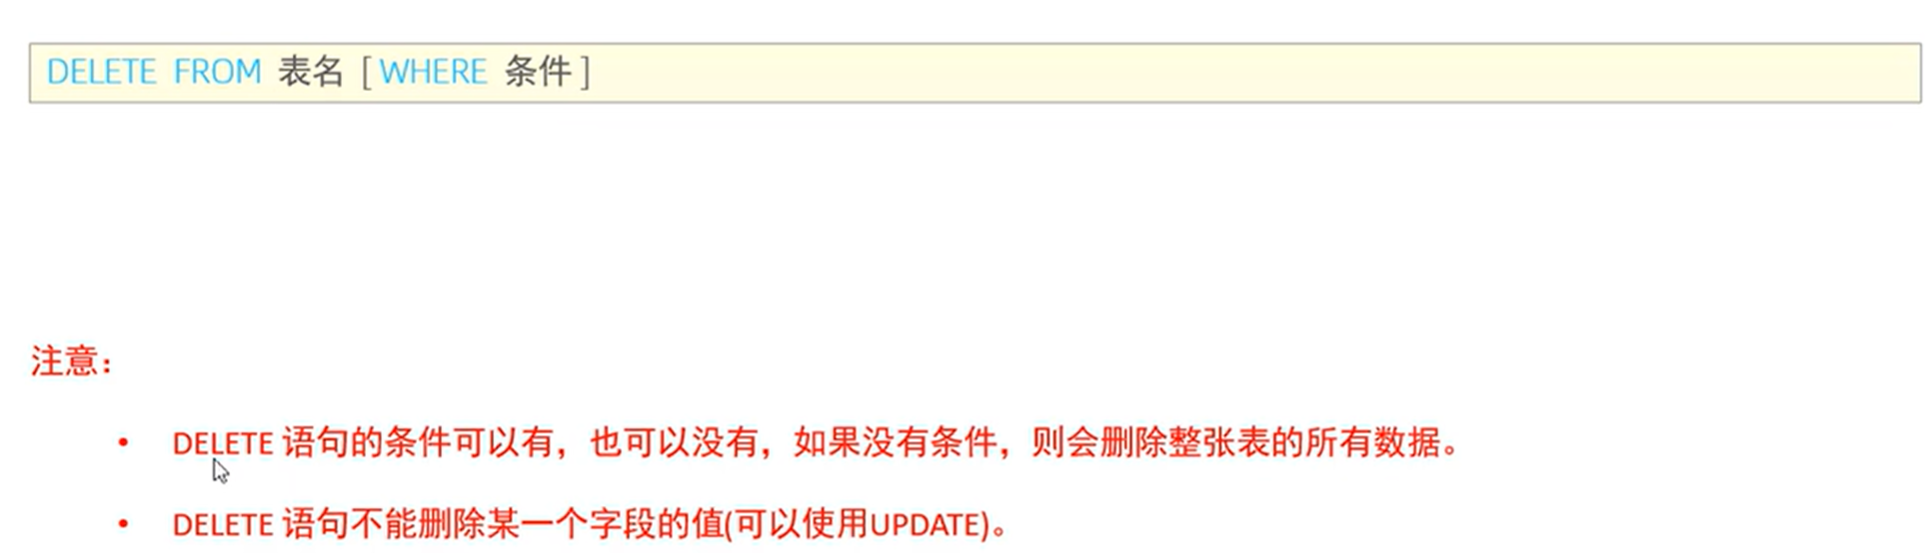 DELETE FROM 表名 [ WHERE 条件 ]
注意：
• DELETE 语句的条件可以有，也可以没有，如果没有条件，则会删除整张表的所有数据。
• DELETE 语句不能删除某一个字段的值(可以使用UPDATE)。